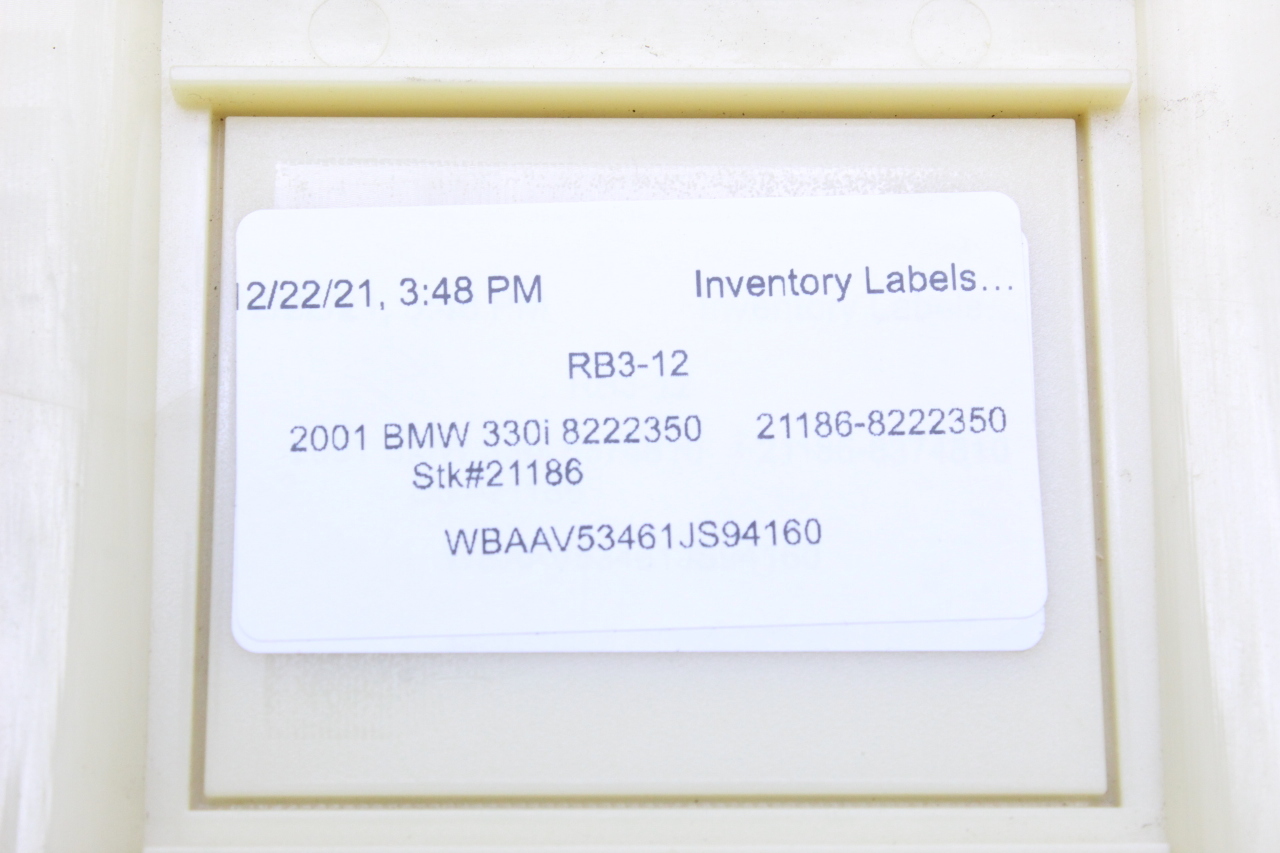 12/22/21, 3:48 PM Inventory Labels...
RB3-12
2001 BMW 330i 8222350 21186-8222350
Stk#21186
WBAAV53461JS94160